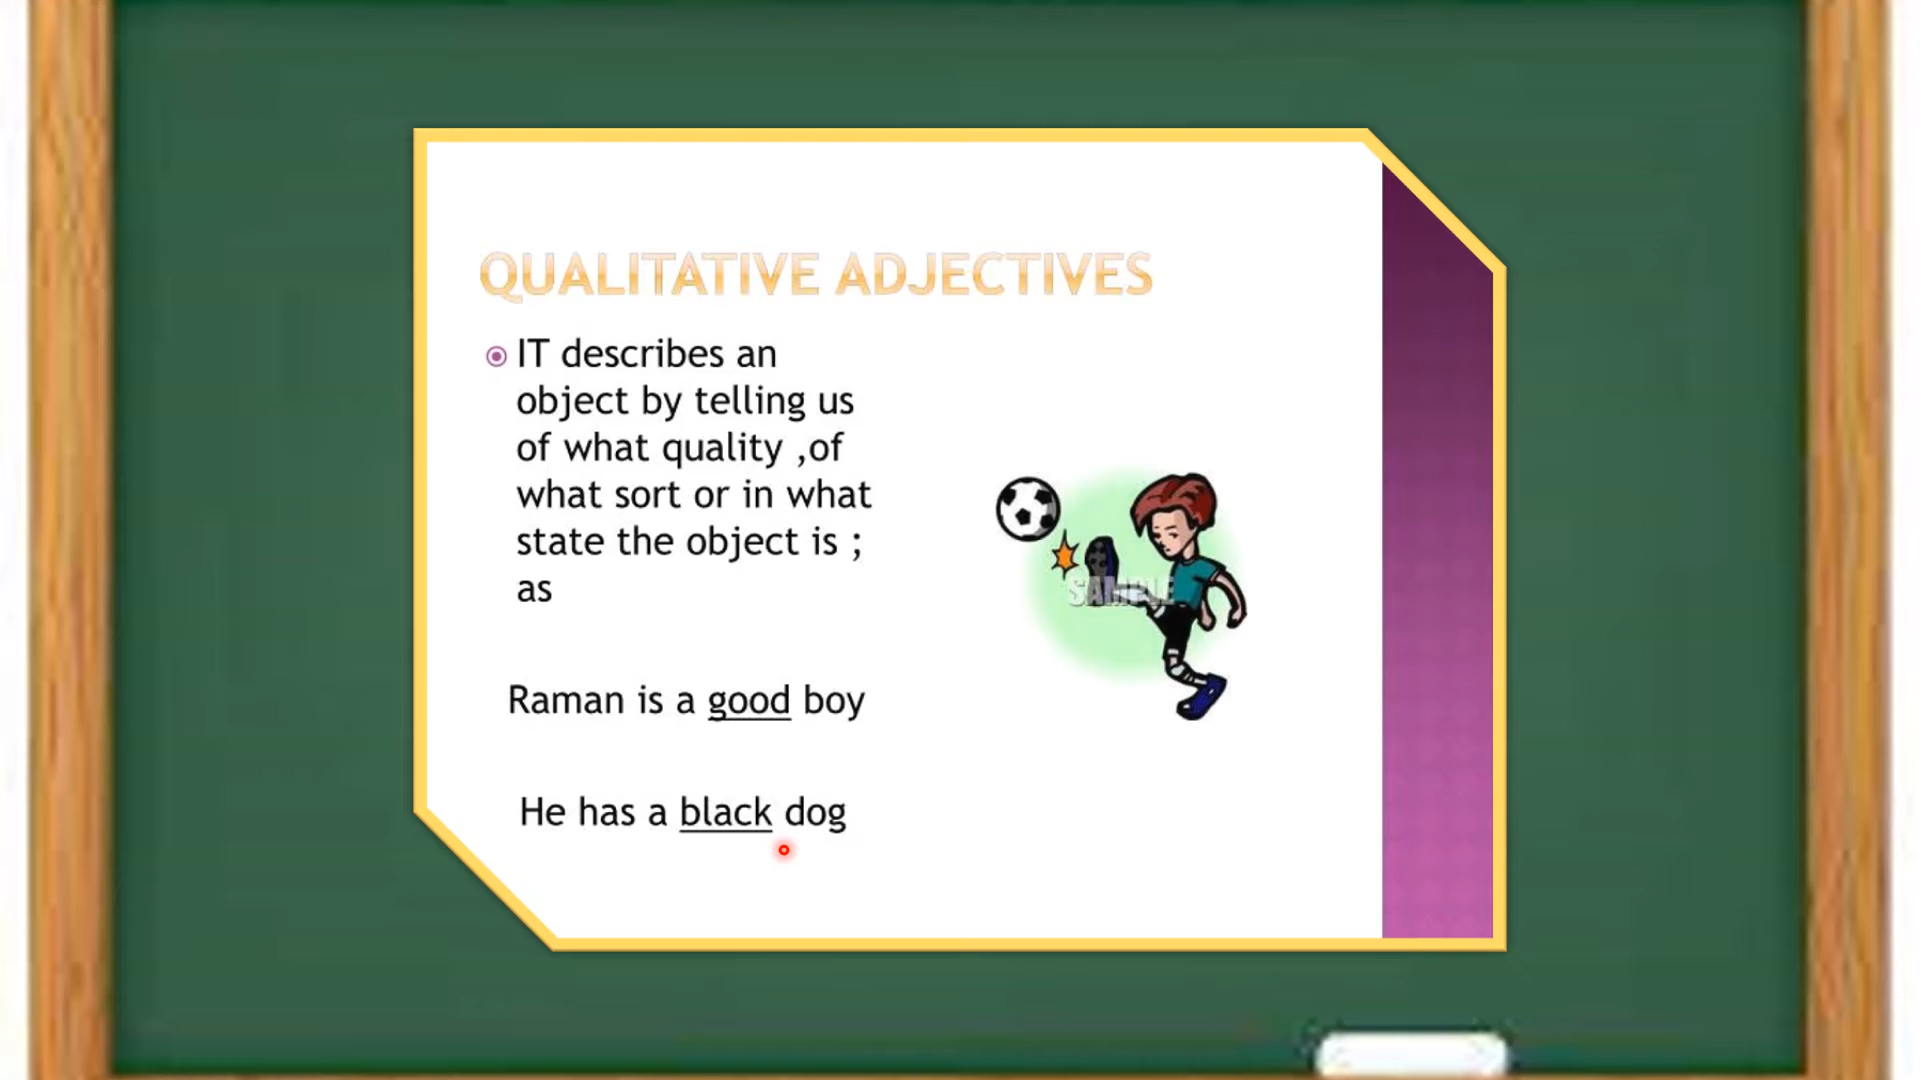 QUALITATIVE ADJECTIVES
IT describes an
object by telling us
of what quality ,of
what sort or in what
state the object is ;
as
SAMPLE
Raman is a good boy
He has a black dog